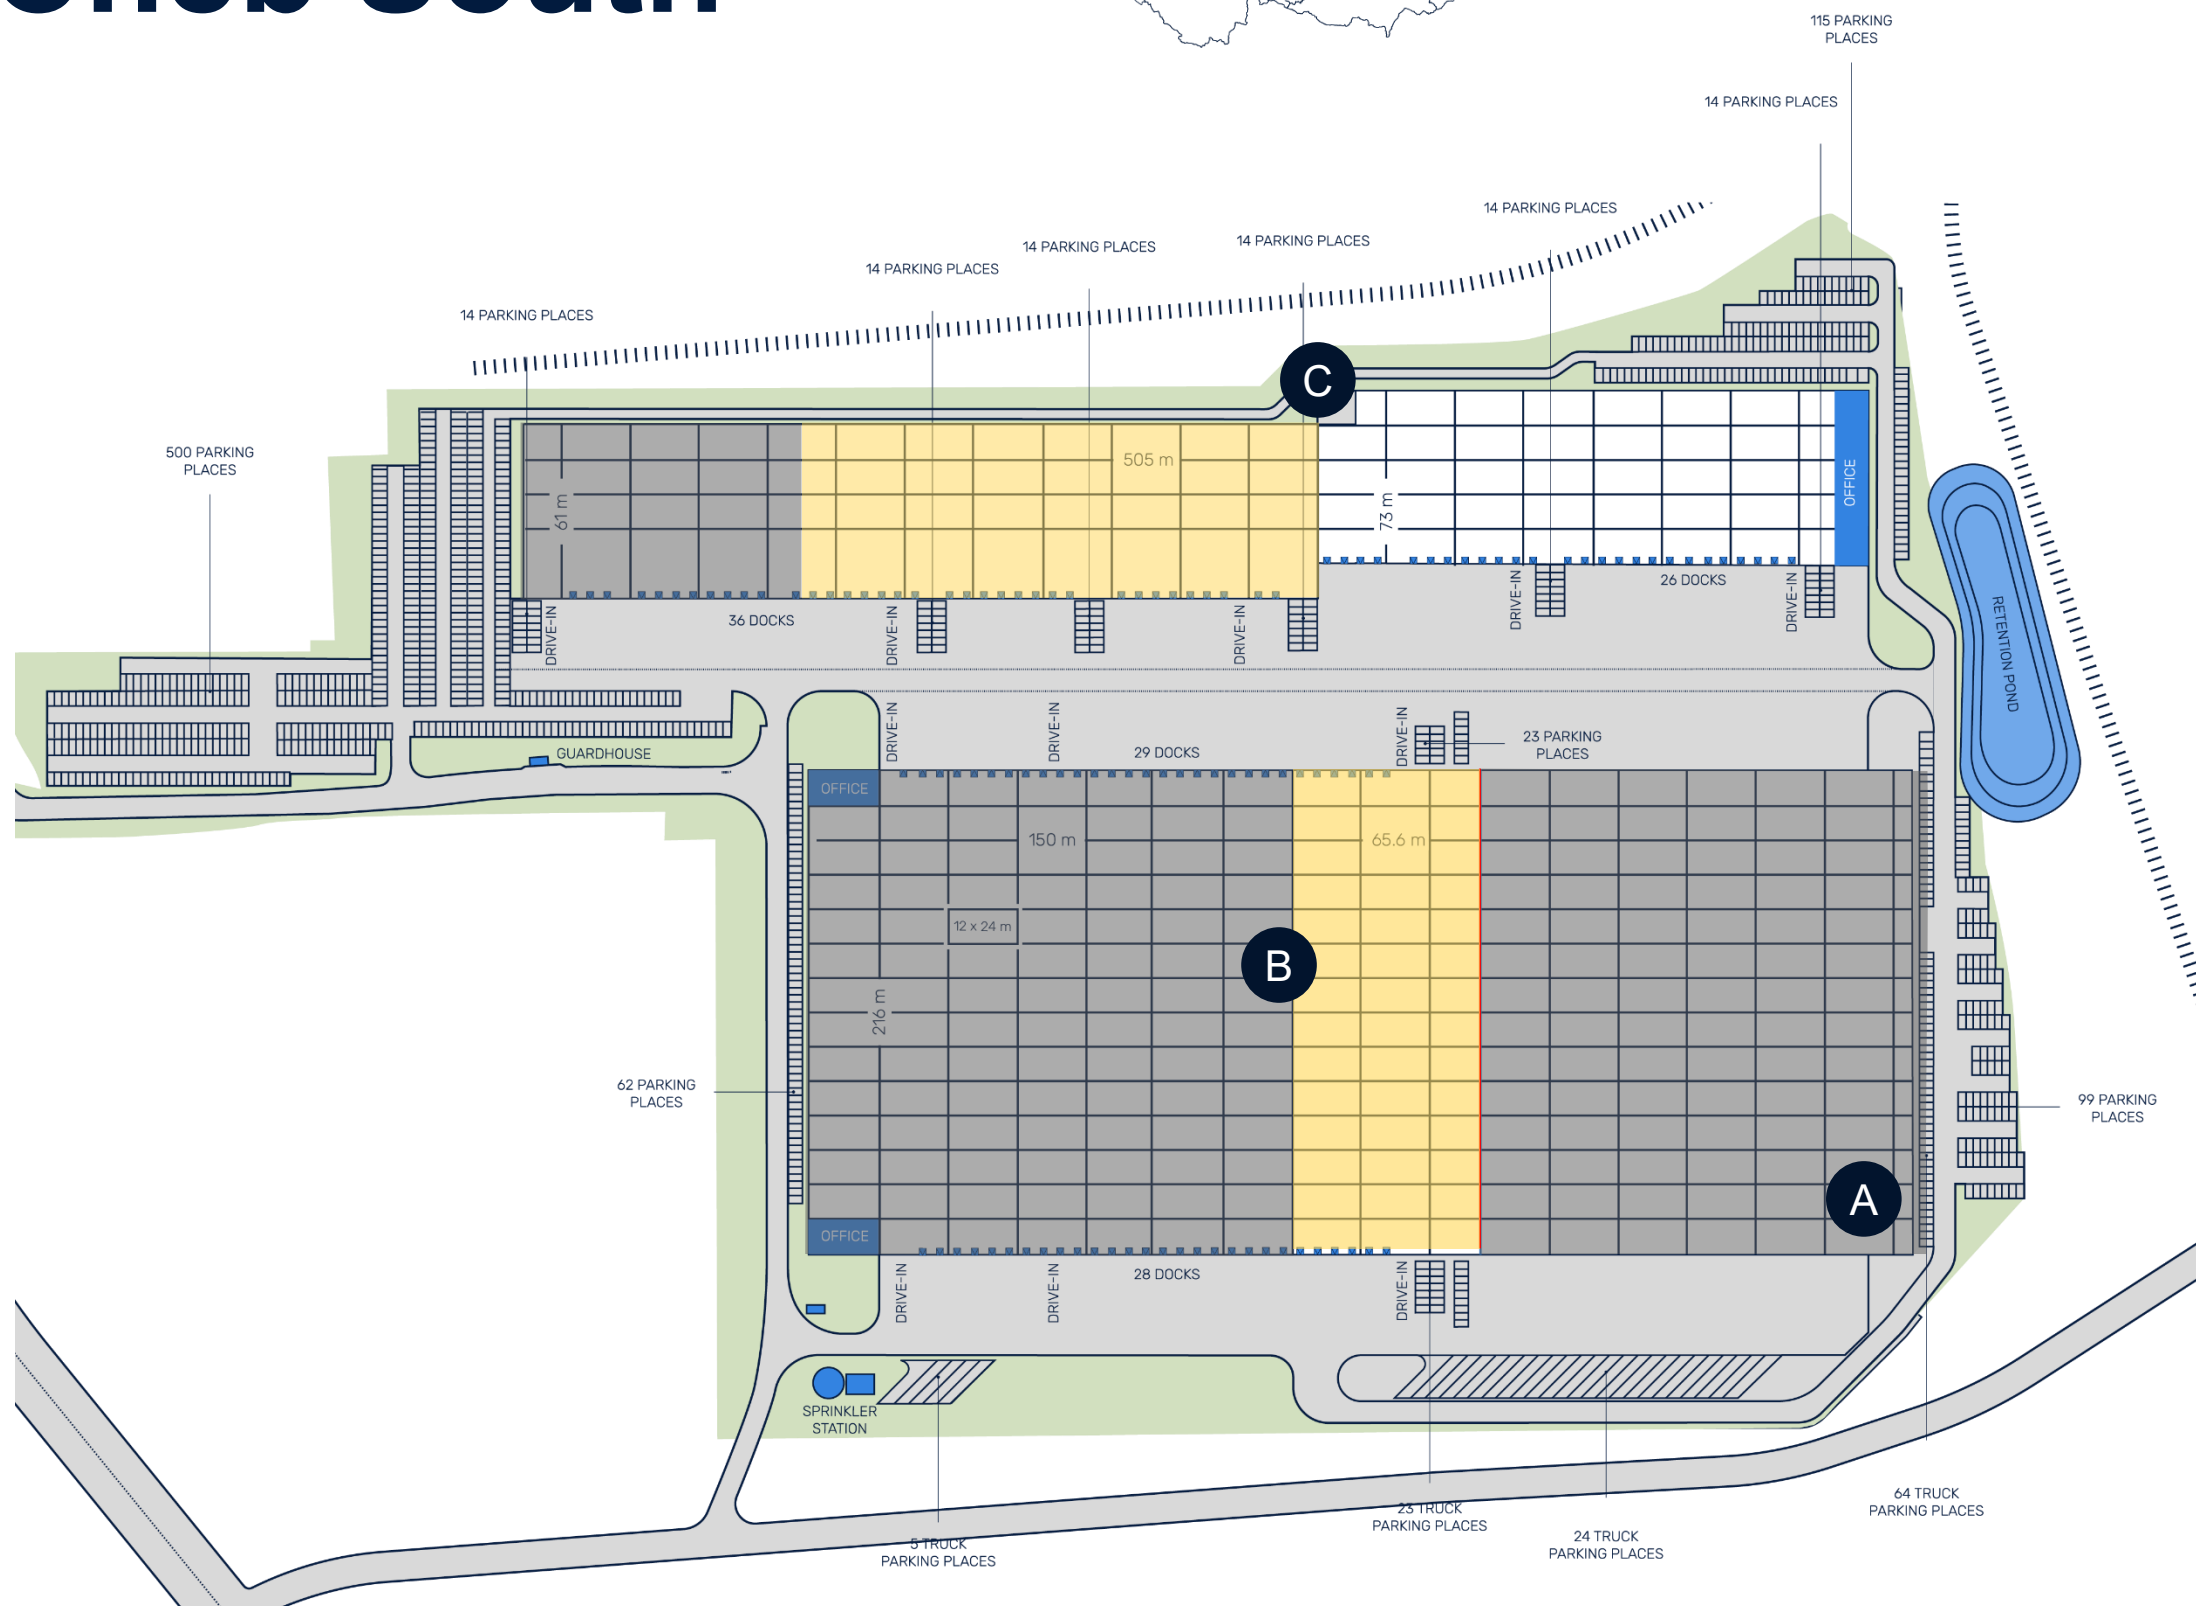 115 PARKING
PLACES
14 PARKING PLACES
14 PARKING PLACES
14 PARKING PLACES
14 PARKING PLACES
14 PARKING PLACES
14 PARKING PLACES
C
500 PARKING
PLACES
505 m
OFFICE
61 m
73 m
DRIVE-IN
26 DOCKS
DRIVE-IN
36 DOCKS
DRIVE-IN
DRIVE-IN
DRIVE-IN
RETENTION POND
DRIVE-IN
DRIVE-IN
DRIVE-IN
23 PARKING
PLACES
29 DOCKS
GUARDHOUSE
OFFICE
150 m
65.6 m
12 x 24 m
B
216 m
62 PARKING
PLACES
99 PARKING
PLACES
A
OFFICE
28 DOCKS
DRIVE-IN
DRIVE-IN
DRIVE-IN
SPRINKLER
STATION
5 TRUCK
PARKING PLACES
23 TRUCK
PARKING PLACES
24 TRUCK
PARKING PLACES
64 TRUCK
PARKING PLACES